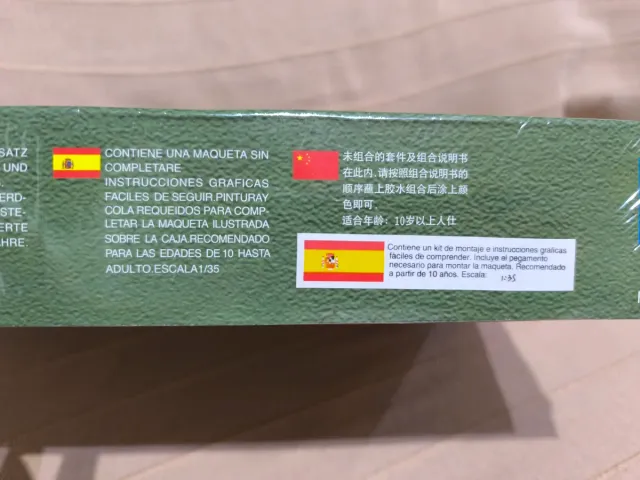 SATZ
UND
ERD-
STE-
ERTE
AHRE
CONTIENE UNA MAQUETA SIN
COMPLETARE
INSTRUCCIONES GRAFICAS
FACILES DE SEGUIR.PINTURAY
COLA REQUEIDOS PARA COMP-
LETAR LA MAQUETA ILUSTRADA
SOBRE LA CAJA.RECOMENDADO
PARA LAS EDADES DE 10 HASTA
ADULTO.ESCALA1/35
未组合的套件及组合说明书
在此内,请按照组合说明书的
顺序蘸上胶水组合后涂上颜
色即可
适合年龄: 10岁以上人仕
Contiene un kit de montaje e instrucciones gralicas
fáciles de comprender. Incluye el pegamento
necesario para montar la maqueta. Recomendado
a partir de 10 años. Escala: 1:35